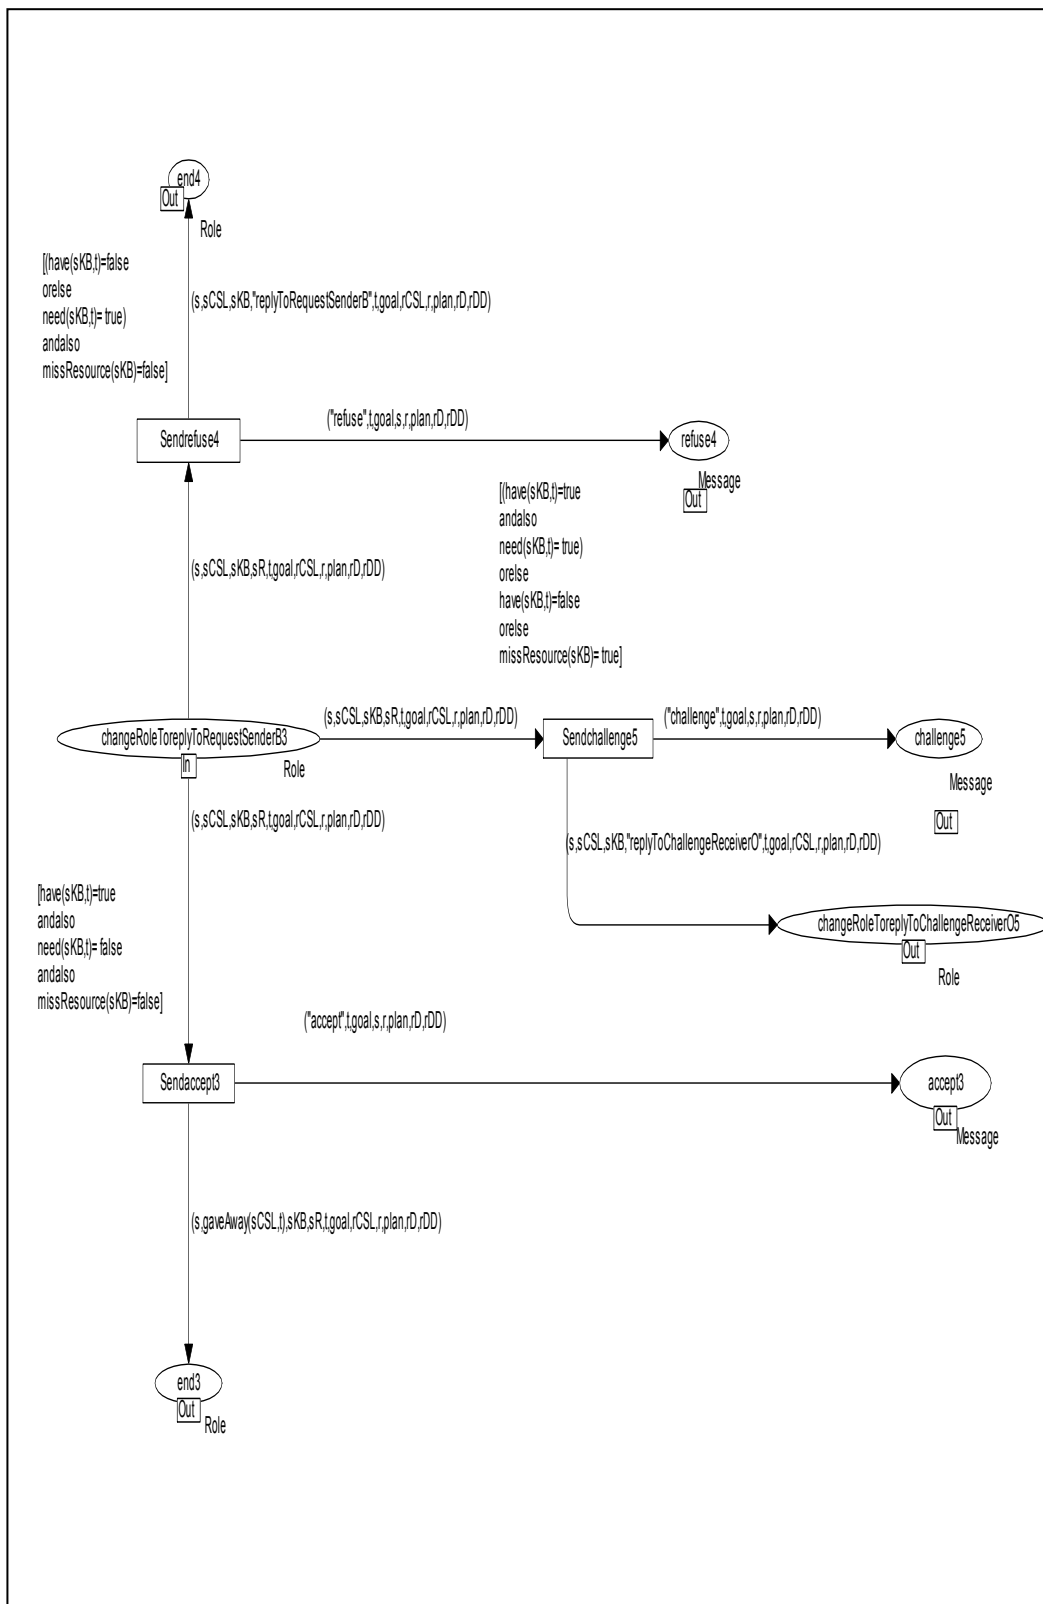 end4
Out
Role
[(have(sKB,t)=false
orelse
need(sKB,t)= true)
andalso
missResource(sKB)=false]
(s,sCSL,sKB,"replyToRequestSenderB",t,goal,rCSL,r,plan,rD,rDD)
("refuse",t,goal,s,r,plan,rD,rDD)
Sendrefuse4
refuse4
Message
Out
[(have(sKB,t)=true
andalso
need(sKB,t)= true)
orelse
have(sKB,t)=false
orelse
missResource(sKB)= true]
(s,sCSL,sKB,sR,t,goal,rCSL,r,plan,rD,rDD)
(s,sCSL,sKB,sR,t,goal,rCSL,r,plan,rD,rDD)
("challenge",t,goal,s,r,plan,rD,rDD)
changeRoleToreplyToRequestSenderB3
In
Role
Sendchallenge5
challenge5
Message
Out
(s,sCSL,sKB,sR,t,goal,rCSL,r,plan,rD,rDD)
(s,sCSL,sKB,"replyToChallengeReceiverO",t,goal,rCSL,r,plan,rD,rDD)
[have(sKB,t)=true
andalso
need(sKB,t)= false
andalso
missResource(sKB)=false]
changeRoleToreplyToChallengeReceiverO5
Out
Role
("accept",t,goal,s,r,plan,rD,rDD)
Sendaccept3
accept3
Out
Message
(s,gaveAway(sCSL,t),sKB,sR,t,goal,rCSL,r,plan,rD,rDD)
end3
Out
Role